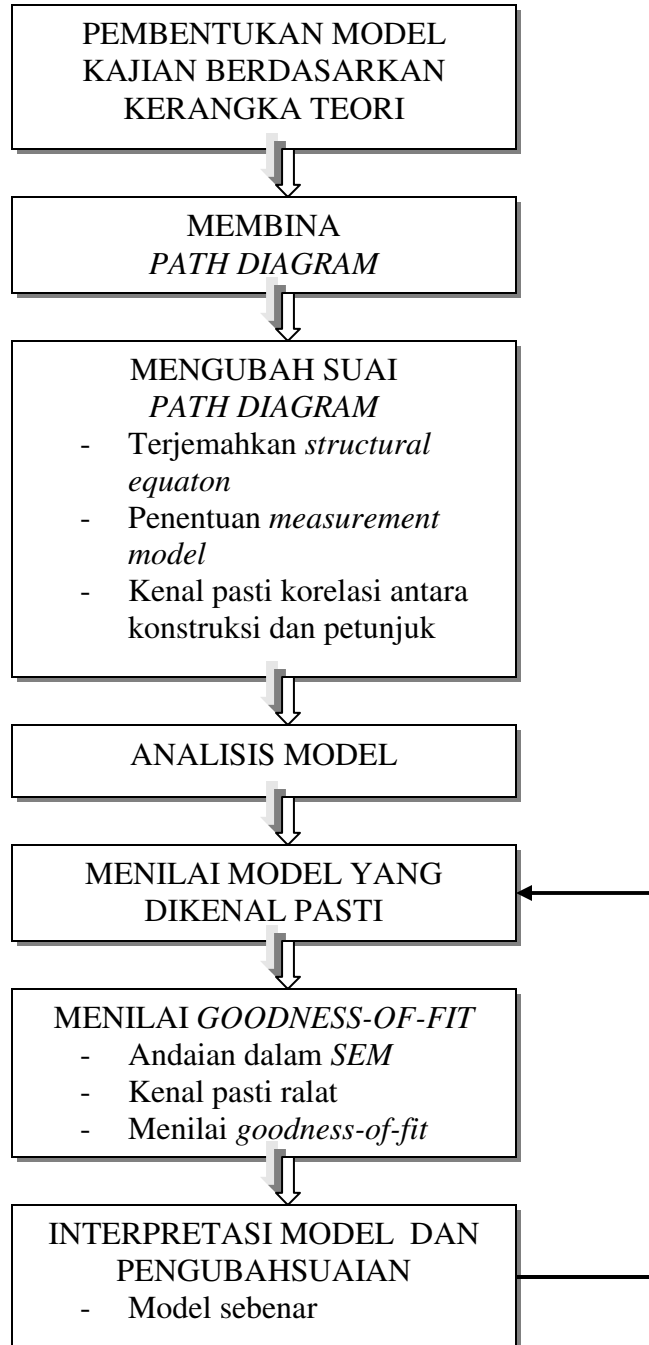 PEMBENTUKAN MODEL
KAJIAN BERDASARKAN
KERANGKA TEORI
MEMBINA
PATH DIAGRAM
MENGUBAH SUAI
PATH DIAGRAM
- Terjemahkan structural
equaton
- Penentuan measurement
model
- Kenal pasti korelasi antara
konstruksi dan petunjuk
ANALISIS MODEL
MENILAI MODEL YANG
DIKENAL PASTI
MENILAI GOODNESS-OF-FIT
- Andaian dalam SEM
- Kenal pasti ralat
- Menilai goodness-of-fit
INTERPRETASI MODEL DAN
PENGUBAHSUAIAN
- Model sebenar